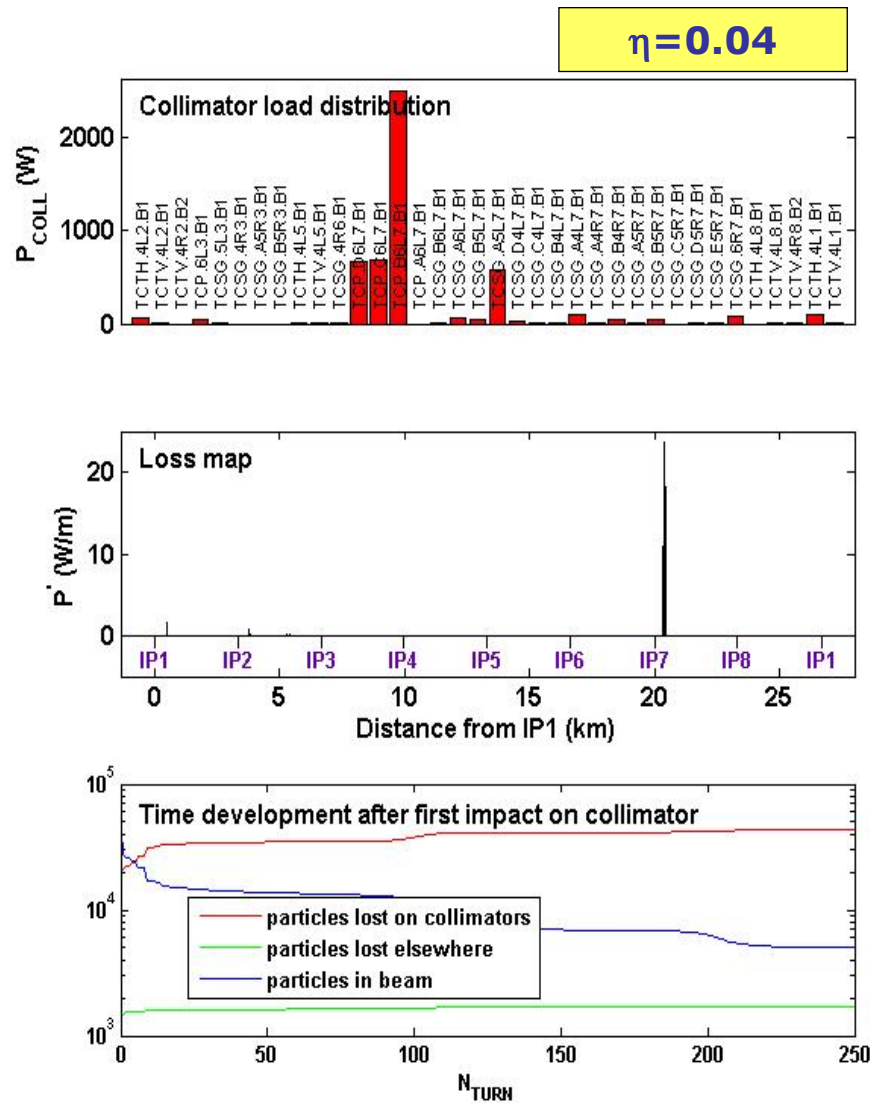 η=0.04
Collimator load distribution
P_COLL (W)
2000
1000
0
TCTH.4L2.B1
TCTV.4L2.B1
TCTV.4R2.B2
TCP.6L3.B1
TCSG.5L3.B1
TCSG.4R3.B1
TCSG.A5R3.B1
TCSG.B5R3.B1
TCTH.4L5.B1
TCTV.4L5.B1
TCSG.4R6.B1
TCP.D6L7.B1
TCP.B6L7.B1
TCP.A6L7.B1
TCSG.B6L7.B1
TCSG.A6L7.B1
TCSG.B5L7.B1
TCSG.A5L7.B1
TCSG.D4L7.B1
TCSG.C4L7.B1
TCSG.B4L7.B1
TCSG.A4L7.B1
TCSG.A4R7.B1
TCSG.B4R7.B1
TCSG.A5R7.B1
TCSG.B5R7.B1
TCSG.C5R7.B1
TCSG.D5R7.B1
TCSG.E5R7.B1
TCSG.6R7.B1
TCTH.4L8.B1
TCTV.4L8.B1
TCTV.4R8.B2
TCTH.4L1.B1
TCTV.4L1.B1
Loss map
P' (W/m)
20
10
0
IP1 IP2 IP3 IP4 IP5 IP6 IP7 IP8 IP1
0 5 10 15 20 25
Distance from IP1 (km)
Time development after first impact on collimator
10^5
10^4
10^3
particles lost on collimators
particles lost elsewhere
particles in beam
0 50 100 150 200 250
N_TURN